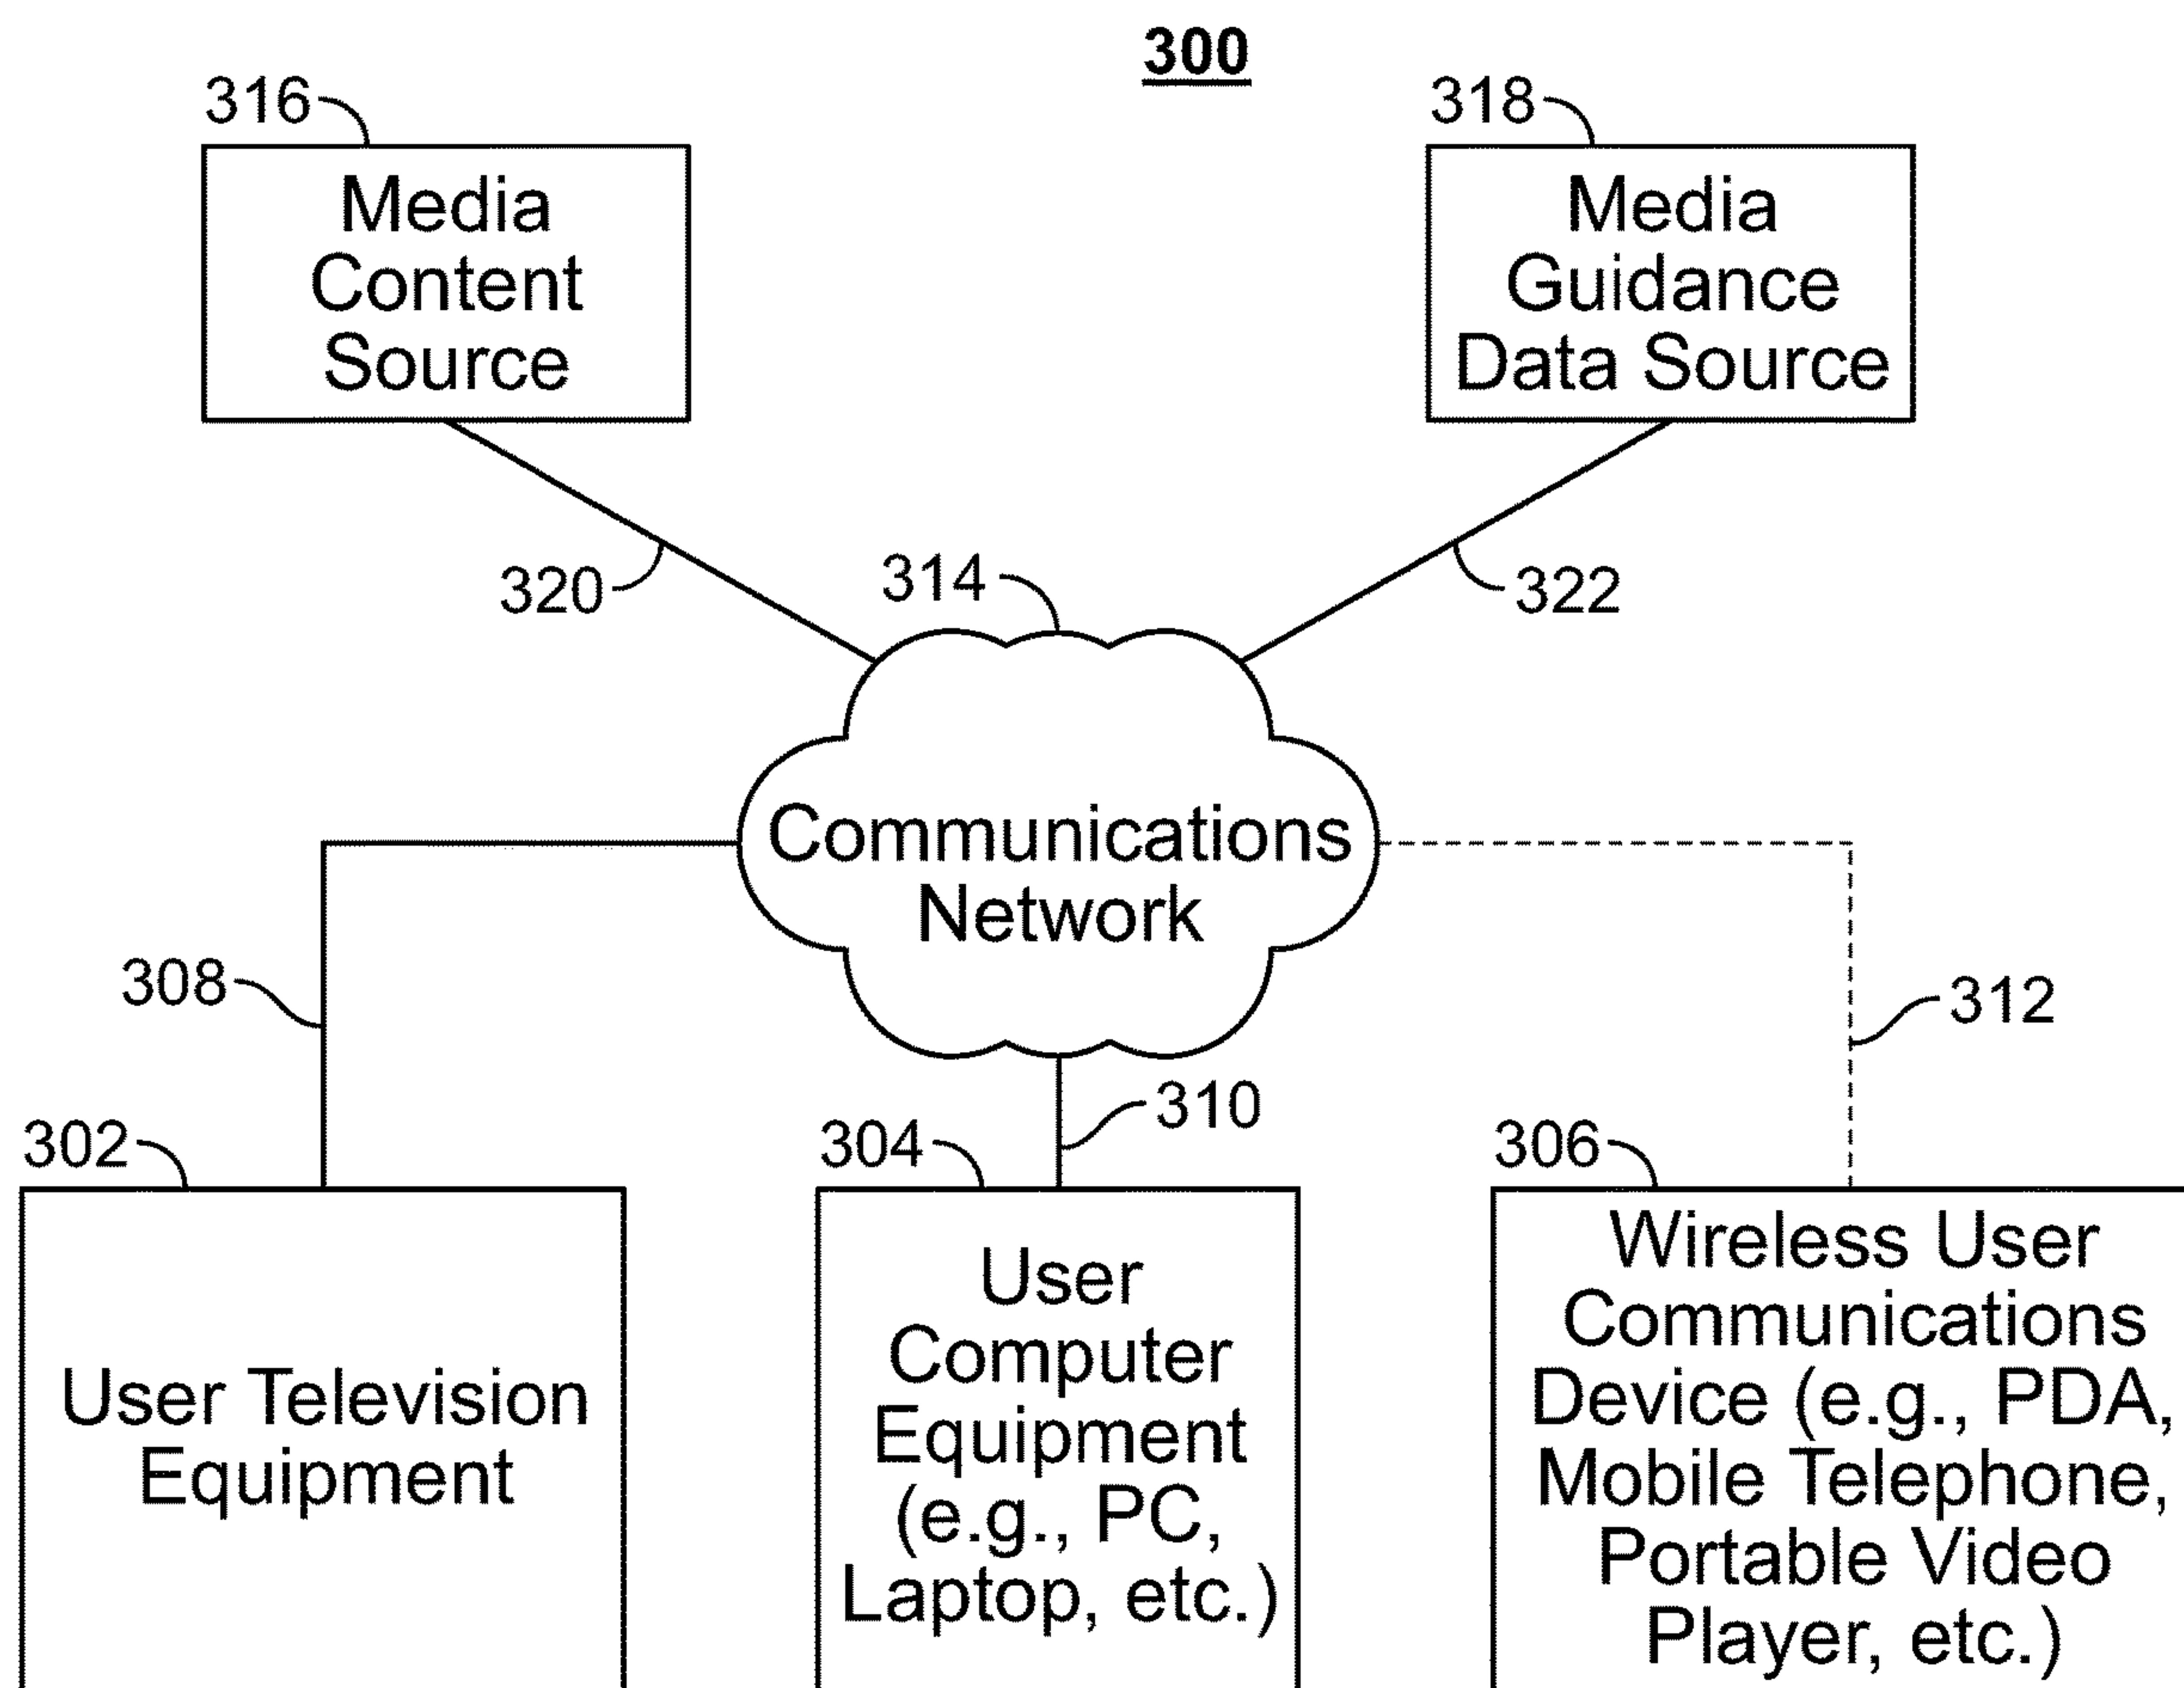 300
316
318
Media
Content
Source
Media
Guidance
Data Source
320
314
322
Communications
Network
308
312
310
302
304
306
User Television
Equipment
User
Computer
Equipment
(e.g., PC,
Laptop, etc.)
Wireless User
Communications
Device (e.g., PDA,
Mobile Telephone,
Portable Video
Player, etc.)